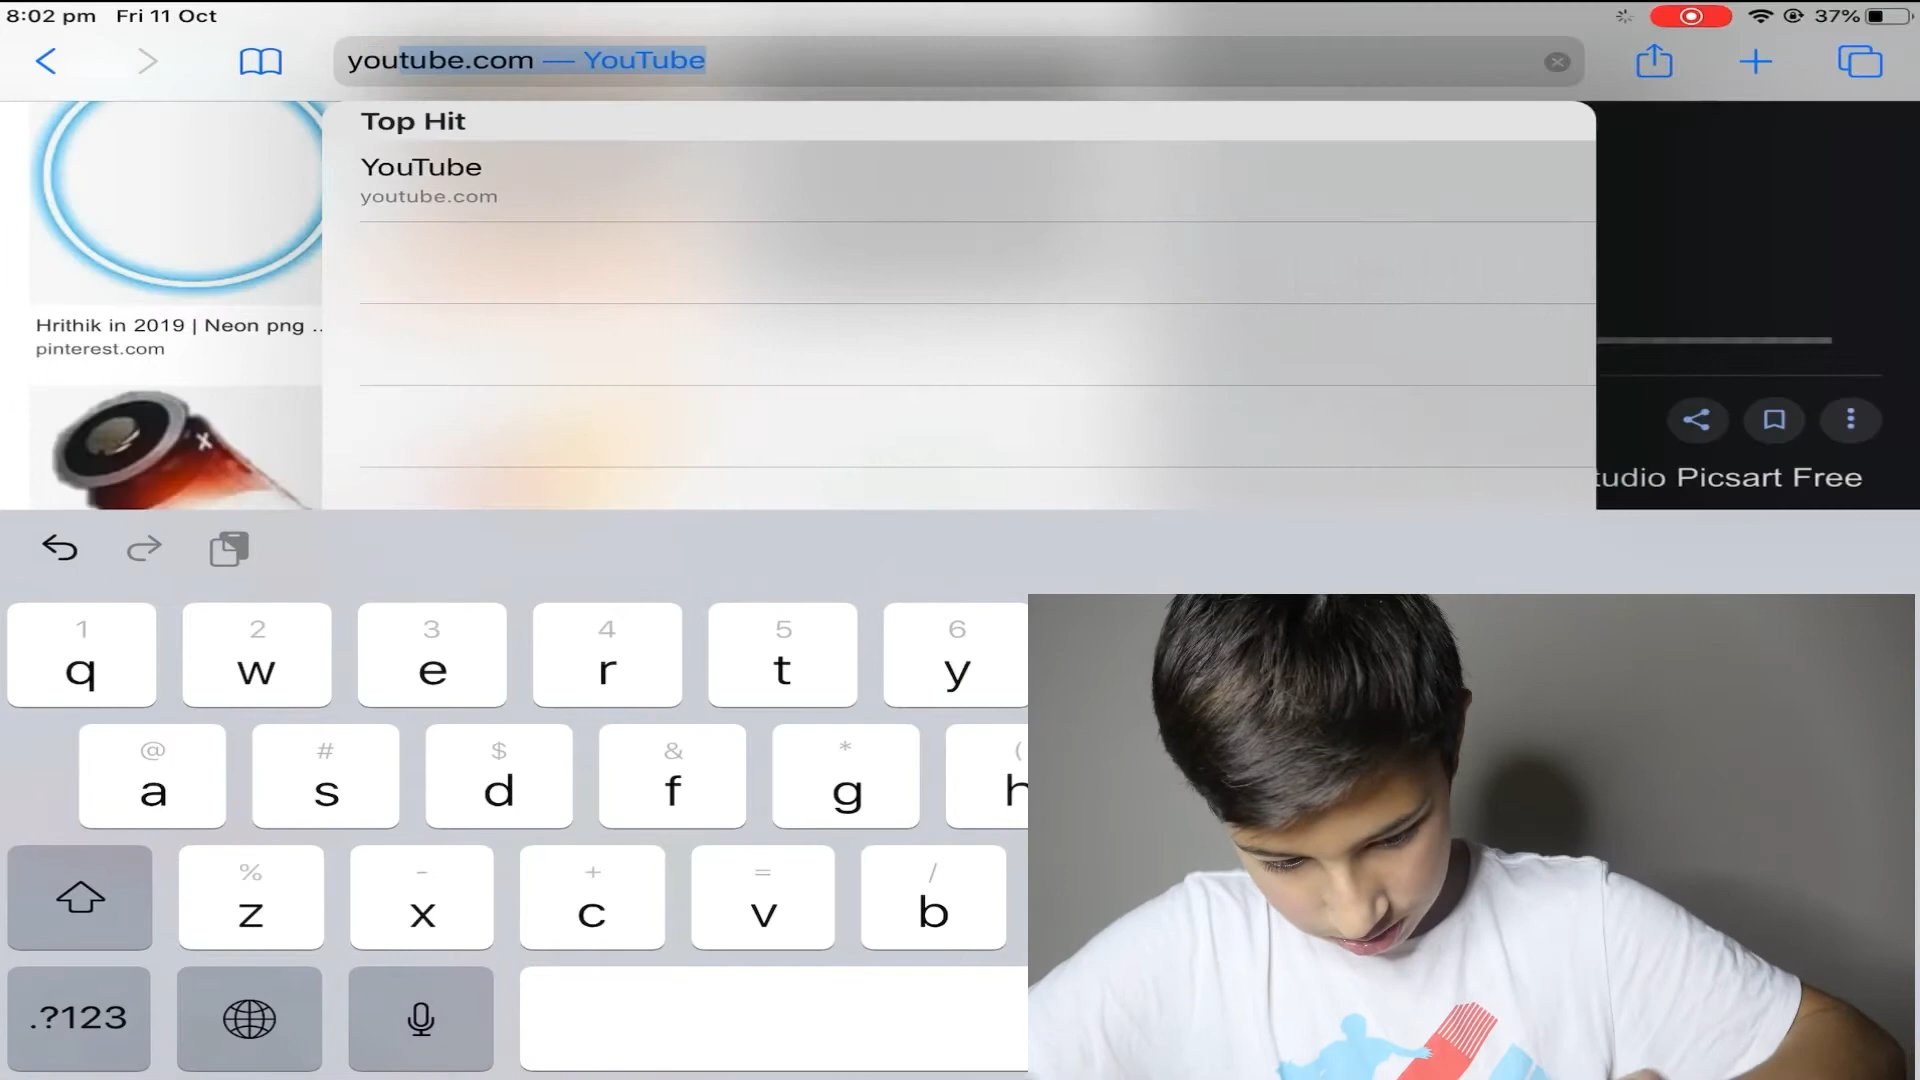 8:02 pm Fri 11 Oct
37%
youtube.com — YouTube
Top Hit
YouTube
youtube.com
Hrithik in 2019 | Neon png ...
pinterest.com
tudio Picsart Free
1 2 3 4 5 6
q w e r t y
@ # $ & * (
a s d f g h
% - + = /
z x c v b
.?123